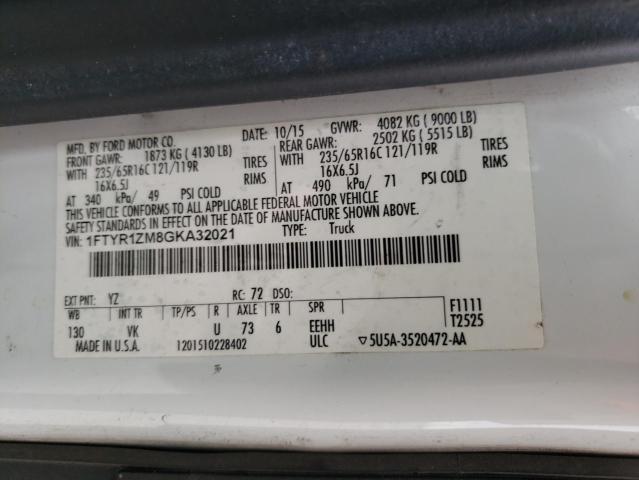 MFD. BY FORD MOTOR CO.
DATE: 10/15 GVWR: 4082 KG ( 9000 LB)
FRONT GAWR: 1873 KG ( 4130 LB) REAR GAWR: 2502 KG ( 5515 LB)
WITH 235/65R16C 121/119R TIRES WITH 235/65R16C 121/119R TIRES
16X6.5J RIMS 16X6.5J RIMS
AT 340 kPa/ 49 PSI COLD AT 490 kPa/ 71 PSI COLD
THIS VEHICLE CONFORMS TO ALL APPLICABLE FEDERAL MOTOR VEHICLE
SAFETY STANDARDS IN EFFECT ON THE DATE OF MANUFACTURE SHOWN ABOVE.
VIN: 1FTYR1ZM8GKA32021 TYPE: Truck
EXT PNT: YZ RC: 72 DSO:
WB INT TR TP/PS R AXLE TR SPR F1111
130 VK U 73 6 EEHH T2525
MADE IN U.S.A. 1201510228402 ULC ▽5U5A-3520472-AA